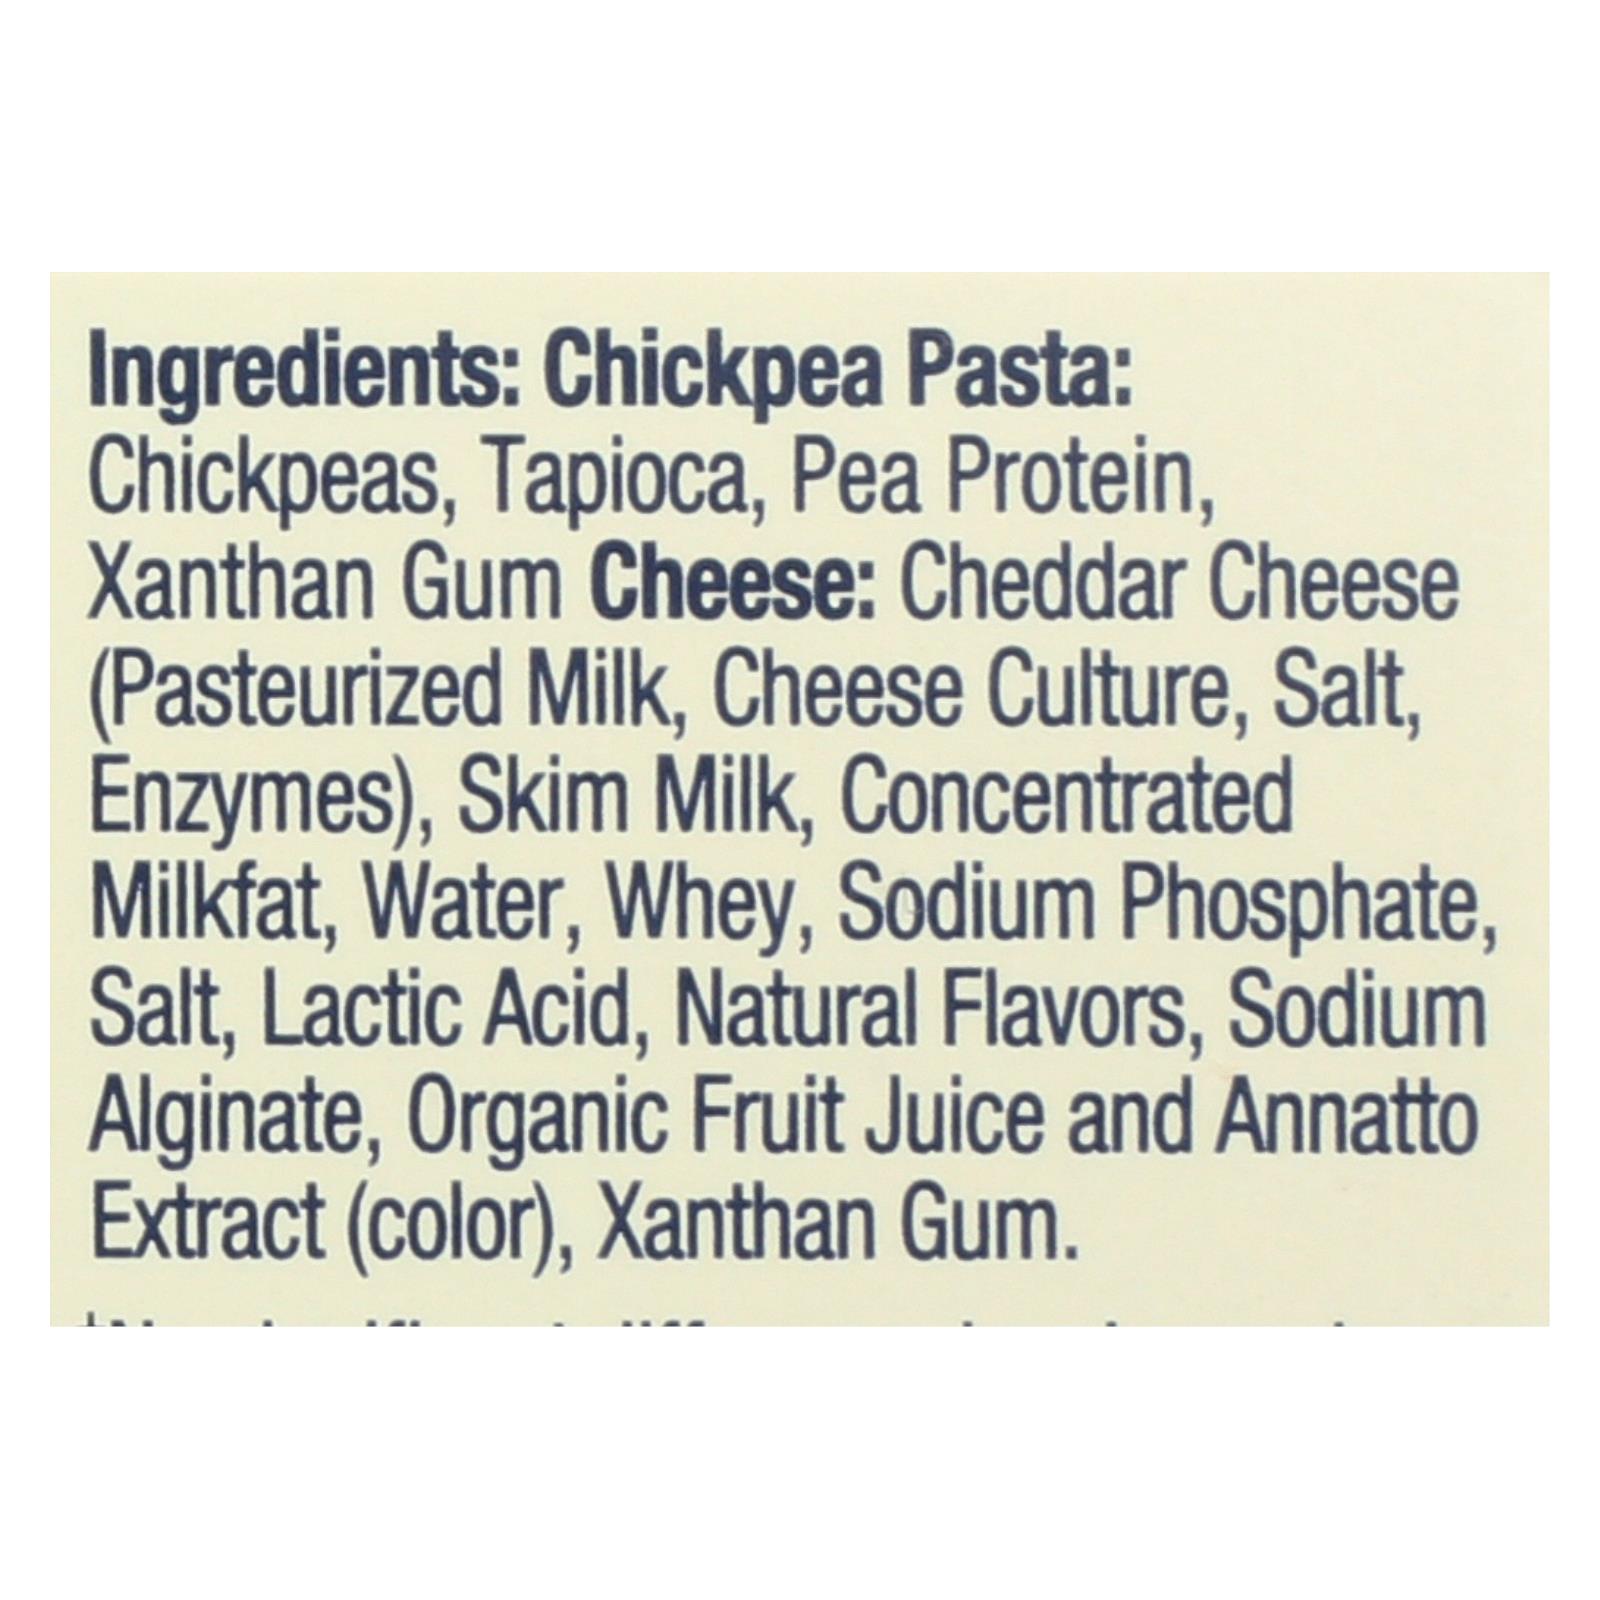 Ingredients: Chickpea Pasta:
Chickpeas, Tapioca, Pea Protein,
Xanthan Gum Cheese: Cheddar Cheese
(Pasteurized Milk, Cheese Culture, Salt,
Enzymes), Skim Milk, Concentrated
Milkfat, Water, Whey, Sodium Phosphate,
Salt, Lactic Acid, Natural Flavors, Sodium
Alginate, Organic Fruit Juice and Annatto
Extract (color), Xanthan Gum.